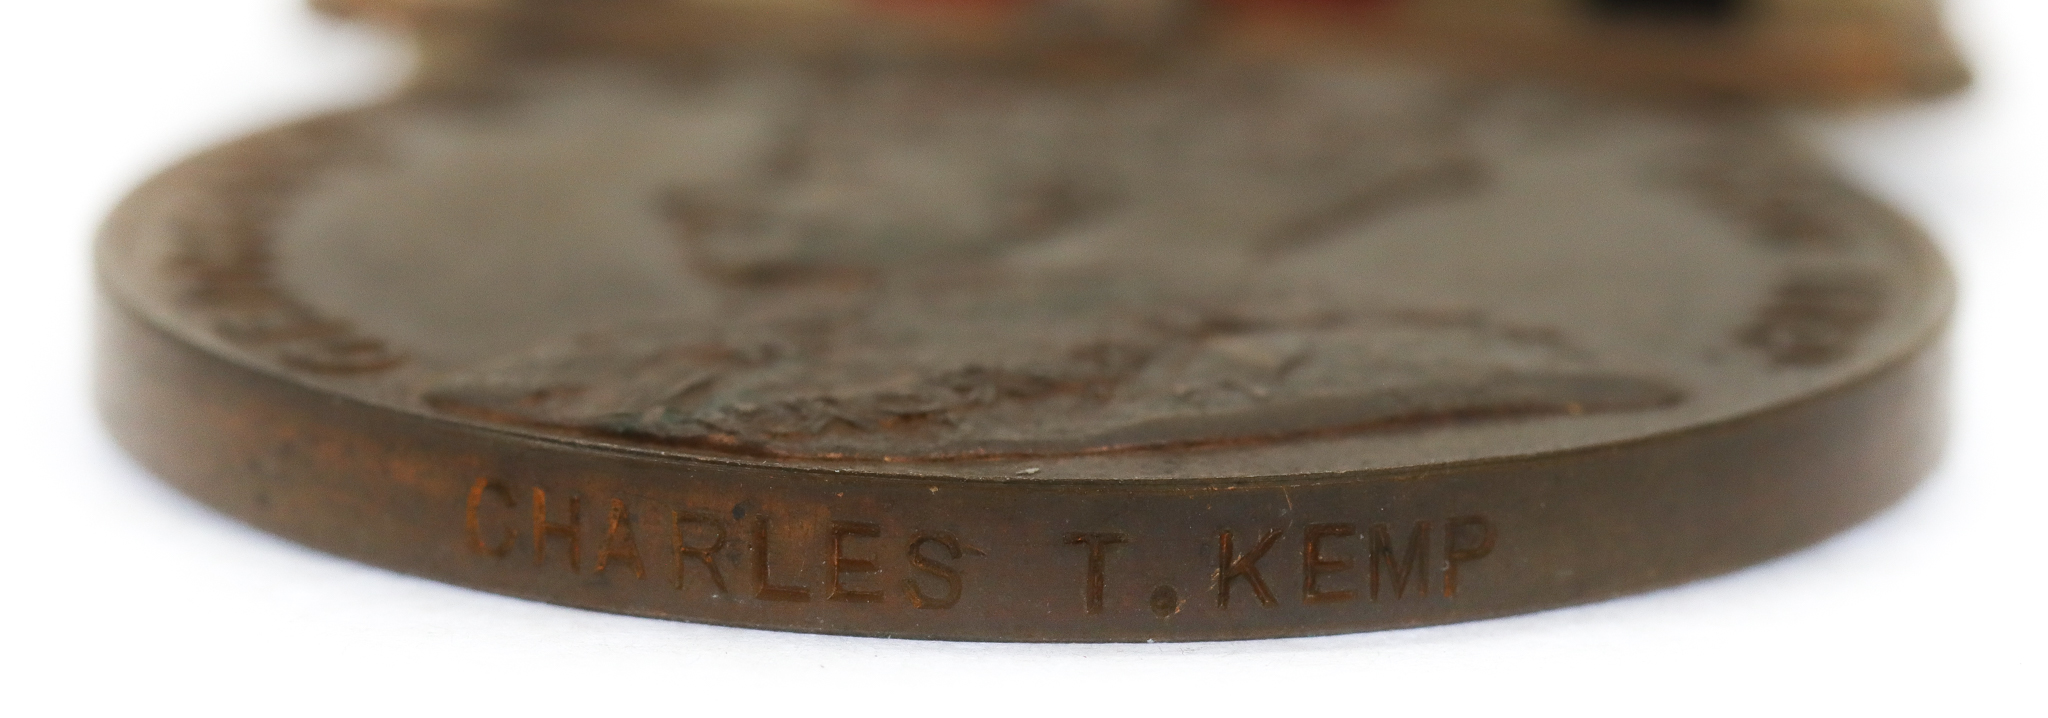 CHARLES T. KEMP